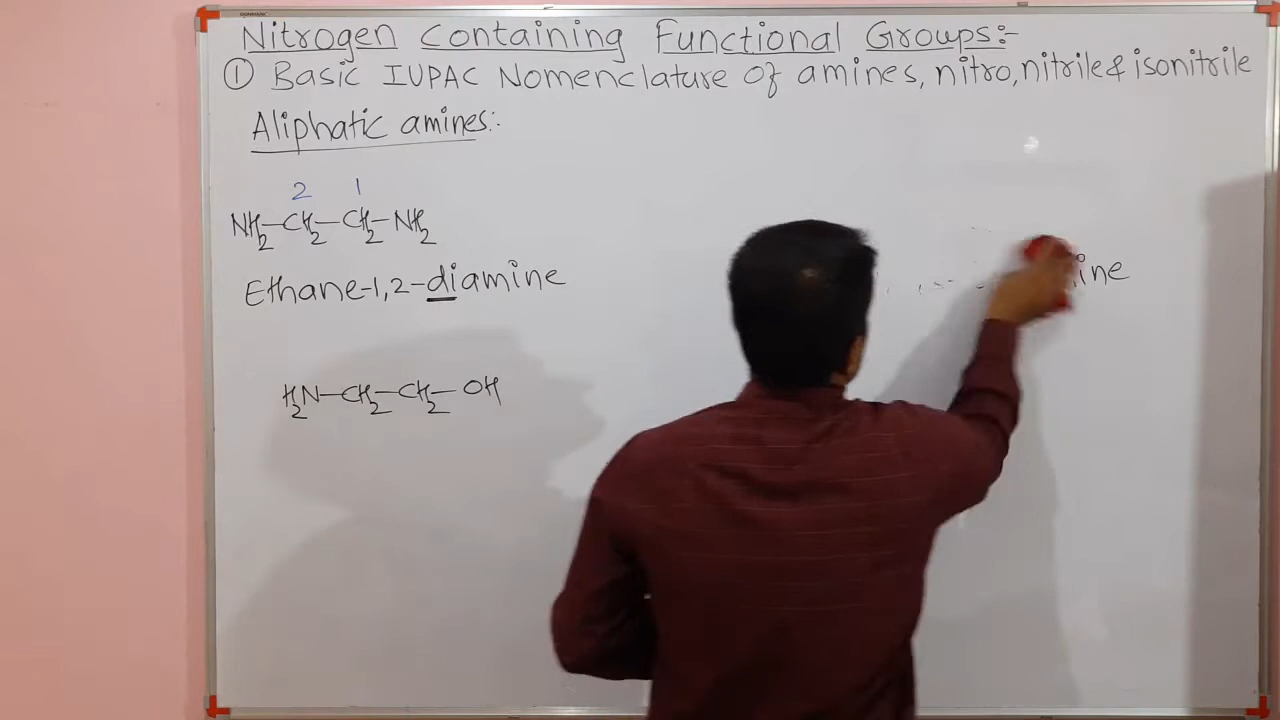 Nitrogen Containing Functional Groups:-
① Basic IUPAC Nomenclature of amines, nitro, nitrile & isonitrile
Aliphatic amines:
2 1
NH₂-CH₂-CH₂-NH₂
Ethane-1,2-diamine
ine
H₂N-CH₂-CH₂-OH